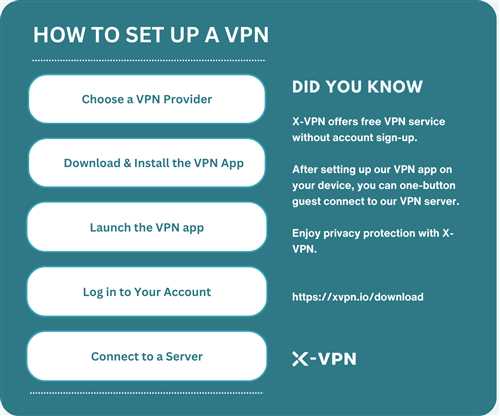 HOW TO SET UP A VPN
Choose a VPN Provider
Download & Install the VPN App
Launch the VPN app
Log in to Your Account
Connect to a Server
DID YOU KNOW
X-VPN offers free VPN service
without account sign-up.
After setting up our VPN app on
your device, you can one-button
guest connect to our VPN server.
Enjoy privacy protection with X-
VPN.
https://xvpn.io/download
X-VPN